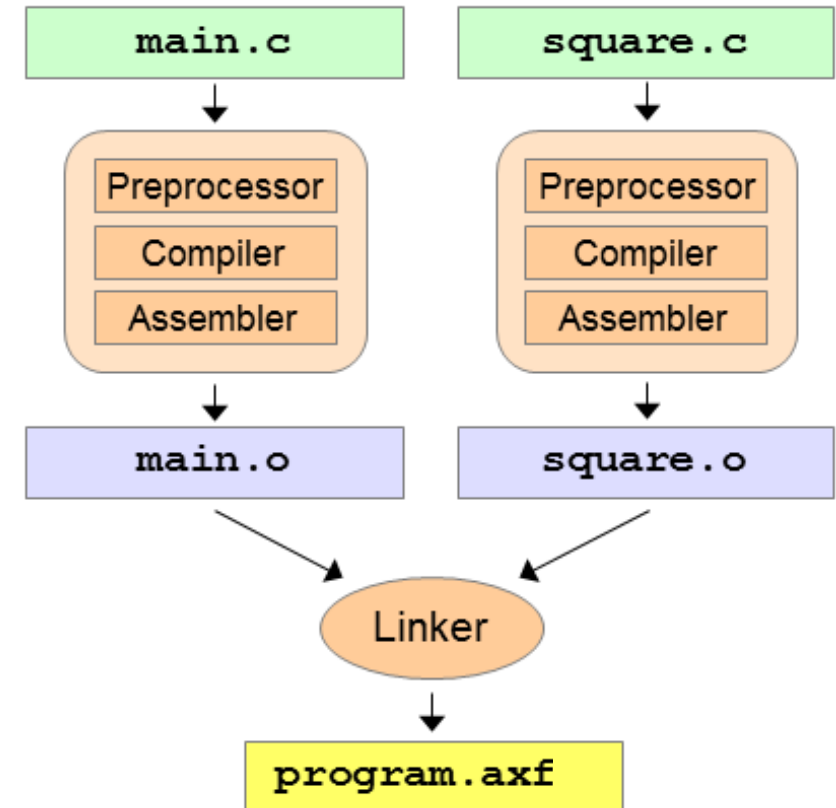 main.c
square.c
Preprocessor
Compiler
Assembler
Preprocessor
Compiler
Assembler
main.o
square.o
Linker
program.axf